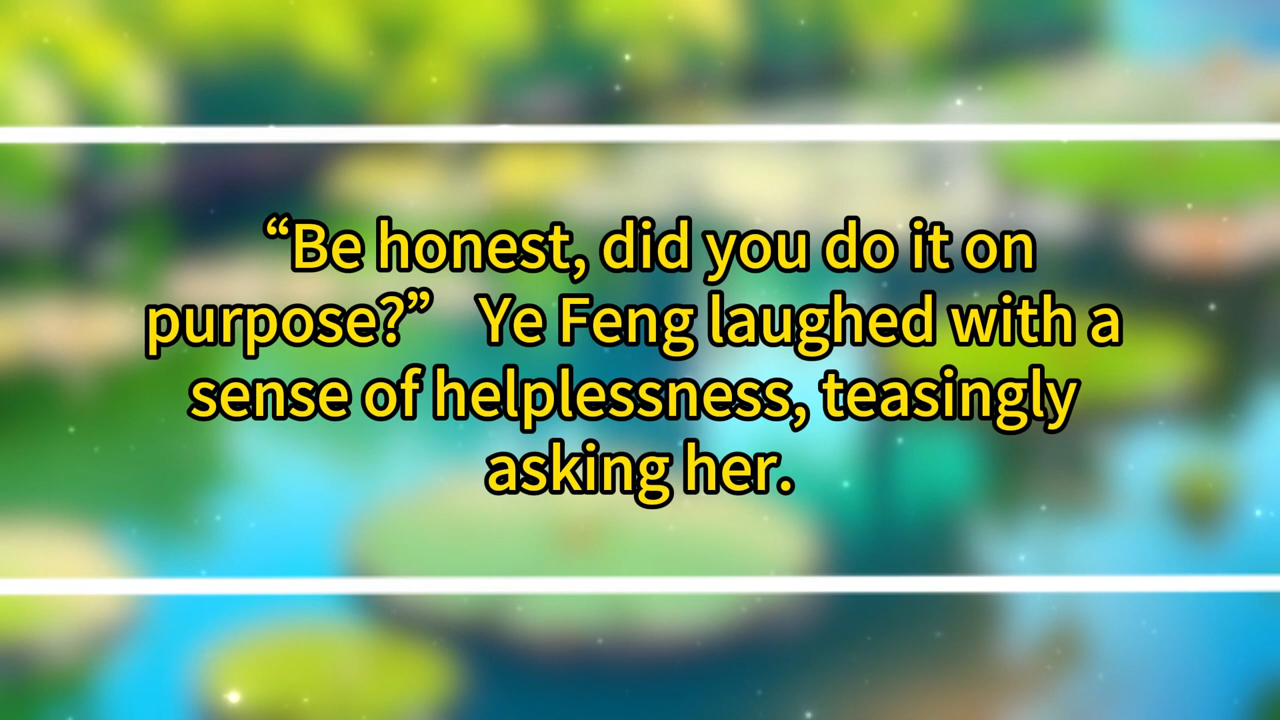 “Be honest, did you do it on
purpose?” Ye Feng laughed with a
sense of helplessness, teasingly
asking her.